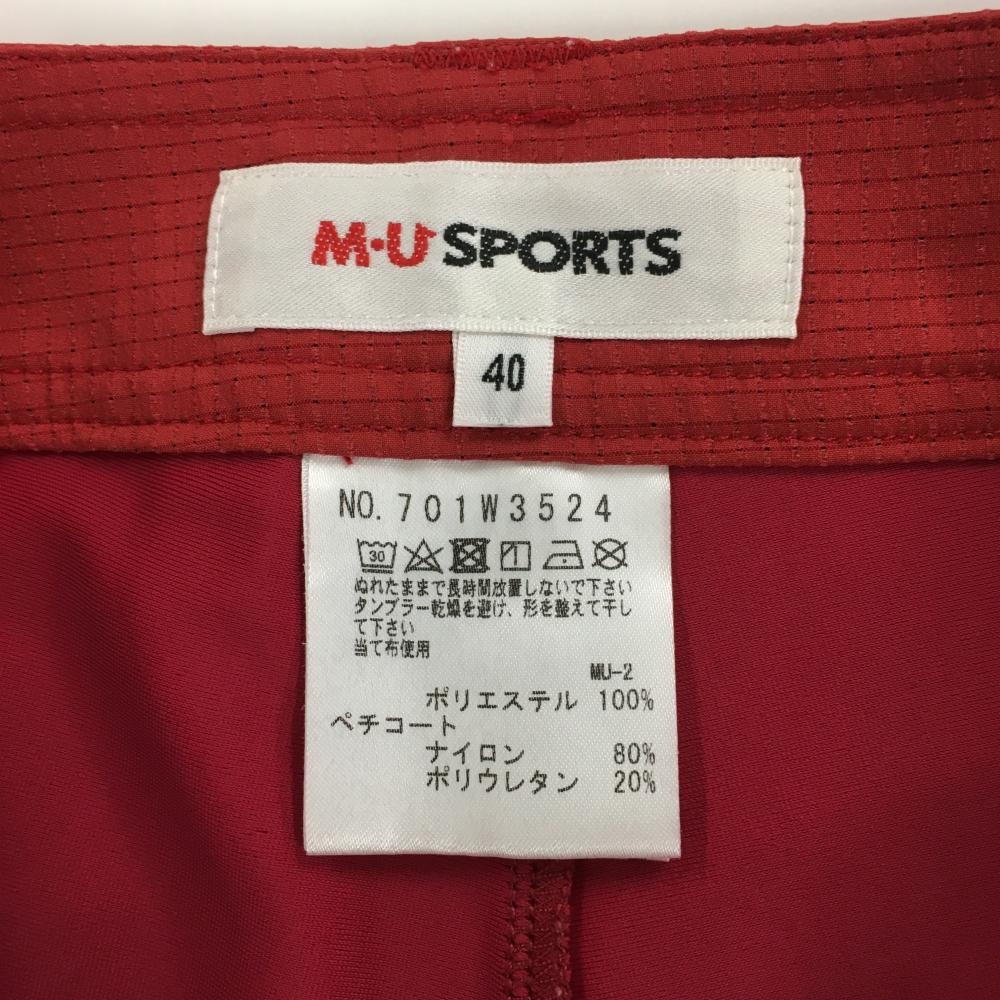 M・U SPORTS
40
NO. 701W3524
30
ぬれたままで長時間放置しないで下さい
タンブラー乾燥を避け、形を整えて干し
て下さい
当て布使用
MU-2
ポリエステル 100%
ペチコート
ナイロン 80%
ポリウレタン 20%